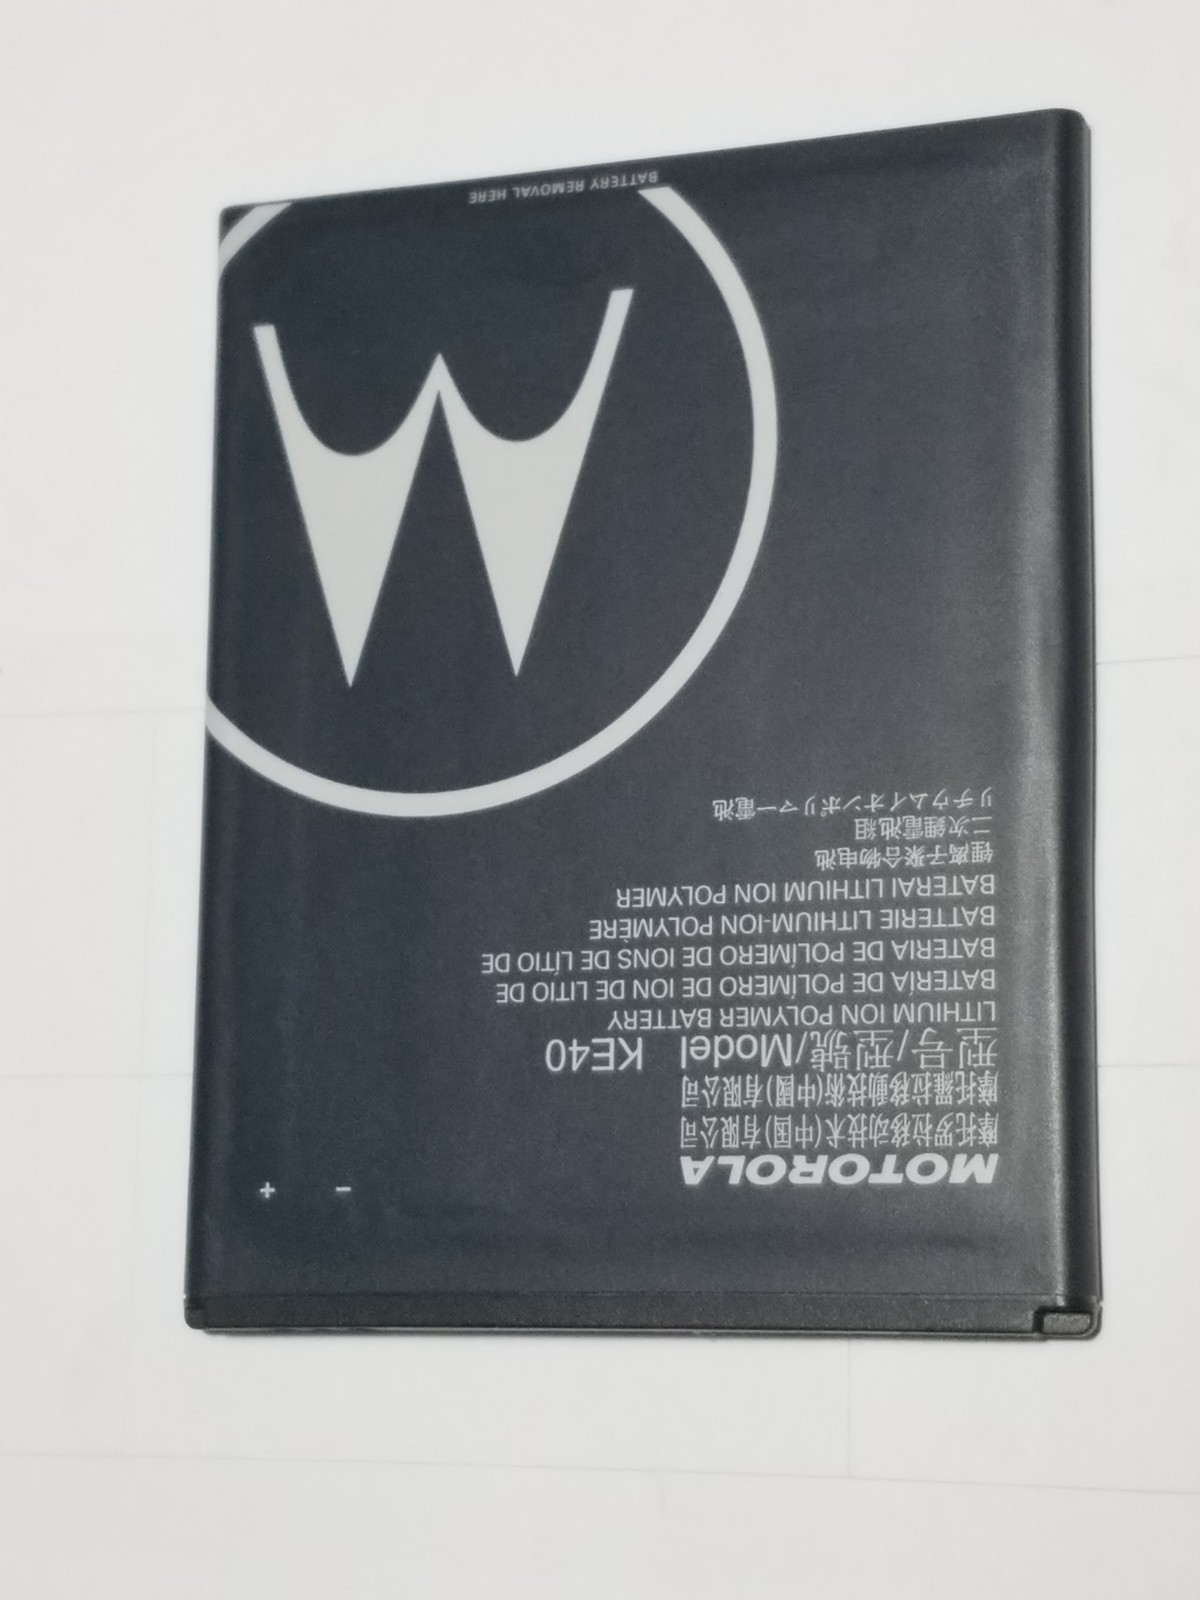 MOTOROLA
摩托罗拉移动技术(中国)有限公司
摩托羅拉移動技術(中國)有限公司
型号/型號/Model KE40
LITHIUM ION POLYMER BATTERY
BATERÍA DE POLÍMERO DE ION DE LITIO DE
BATERIA DE POLÍMERO DE IONS DE LÍTIO DE
BATTERIE LITHIUM-ION POLYMÈRE
BATERAI LITHIUM ION POLYMER
锂离子聚合物电池
二次鋰電池組
リチウムイオンポリマー電池
− +
BATTERY REMOVAL HERE